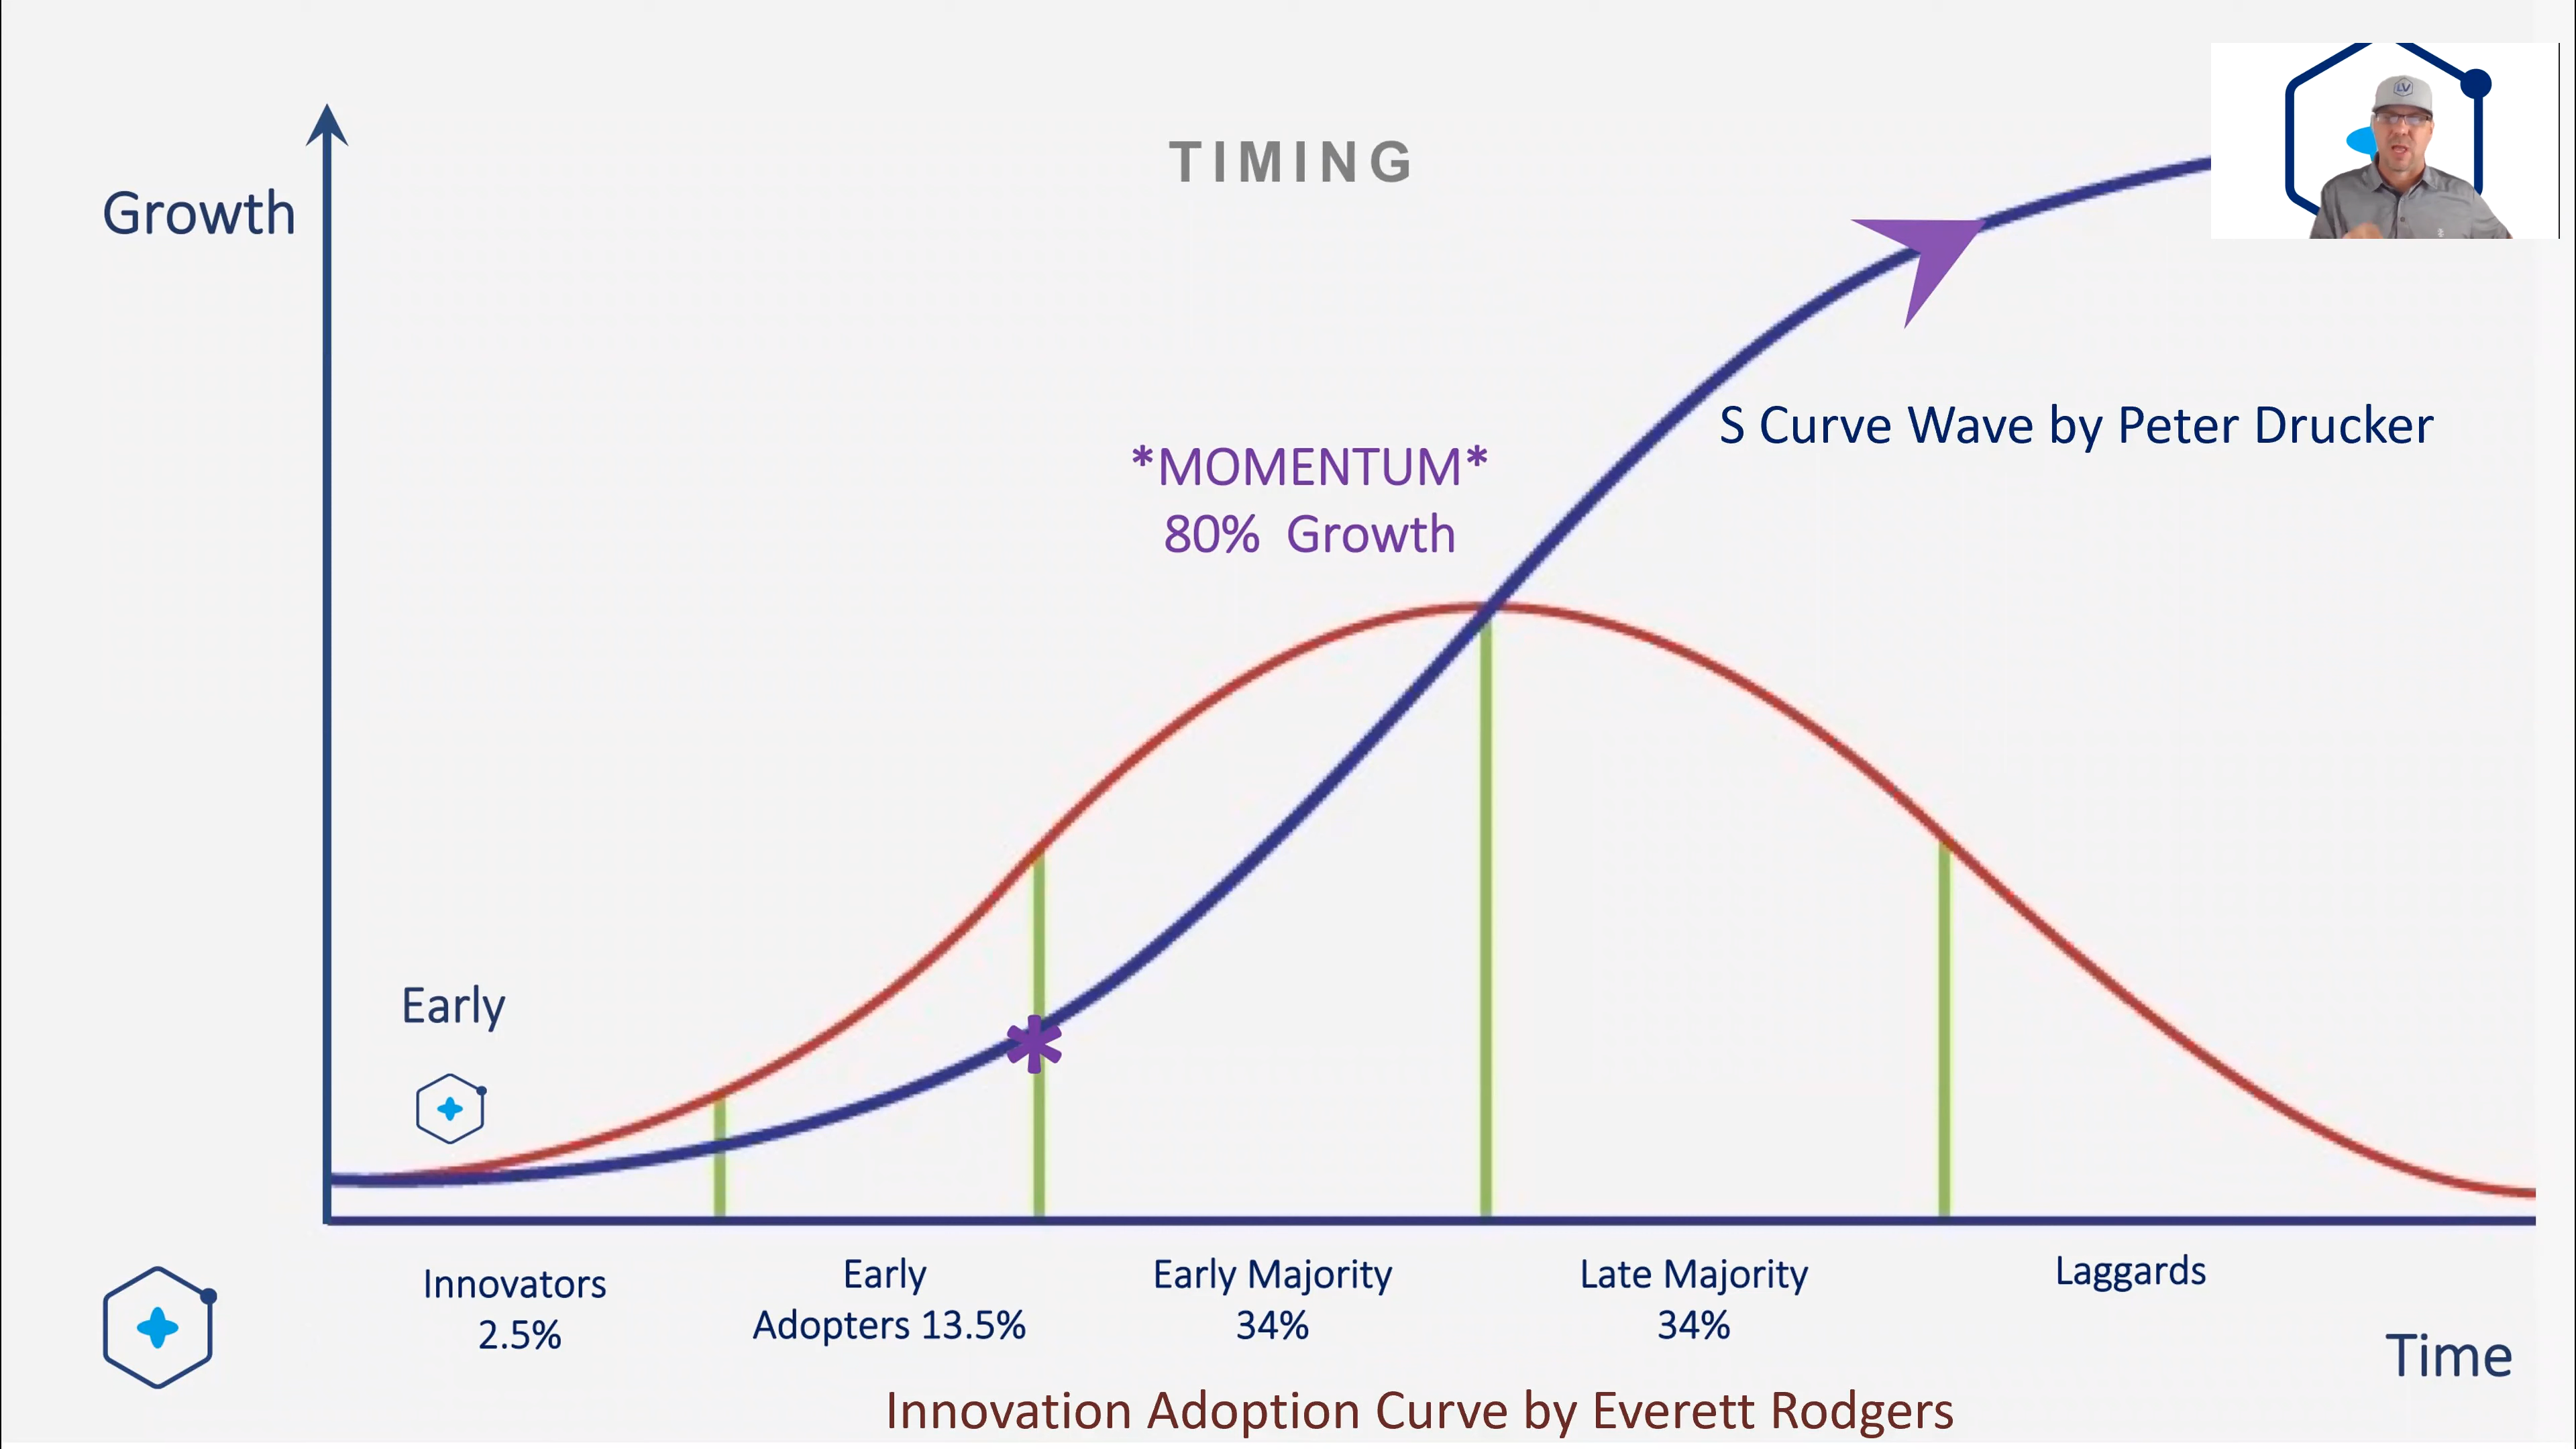 TIMING
Growth
S Curve Wave by Peter Drucker
*MOMENTUM*
80% Growth
Early
Innovators
2.5%
Early
Adopters 13.5%
Early Majority
34%
Late Majority
34%
Laggards
Time
Innovation Adoption Curve by Everett Rodgers
LV